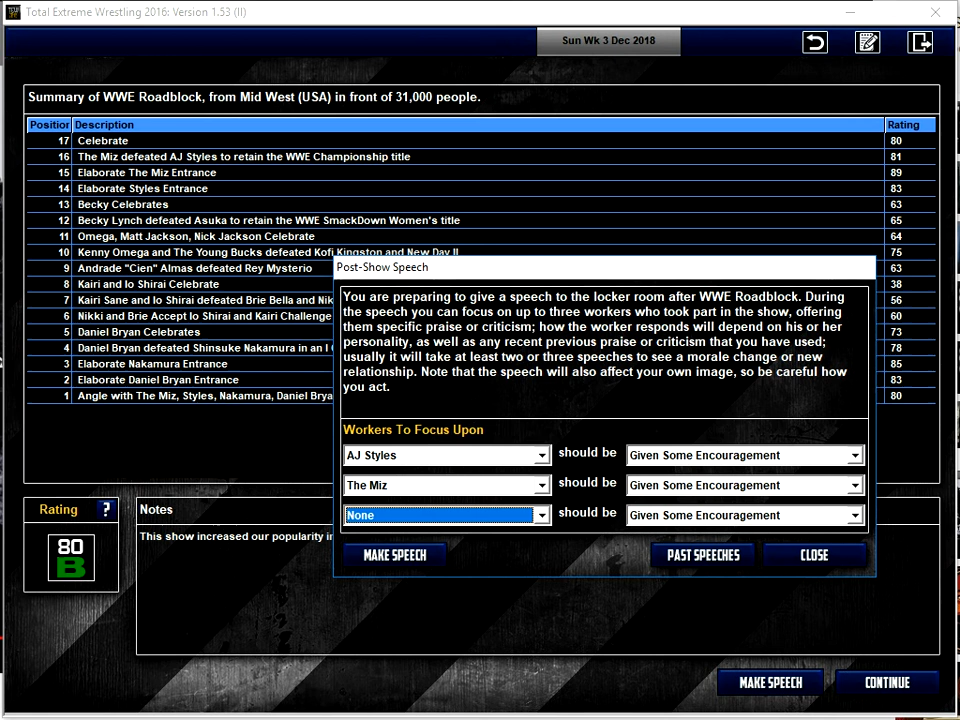 Total Extreme Wrestling 2016: Version 1.53 (II)
Sun Wk 3 Dec 2018
Summary of WWE Roadblock, from Mid West (USA) in front of 31,000 people.
Position Description Rating
17 Celebrate 80
16 The Miz defeated AJ Styles to retain the WWE Championship title 81
15 Elaborate The Miz Entrance 89
14 Elaborate Styles Entrance 83
13 Becky Celebrates 63
12 Becky Lynch defeated Asuka to retain the WWE SmackDown Women's title 65
11 Omega, Matt Jackson, Nick Jackson Celebrate 64
10 Kenny Omega and The Young Bucks defeated Kofi Kingston and New Day II 75
9 Andrade "Cien" Almas defeated Rey Mysterio 63
8 Kairi and Io Shirai Celebrate 38
7 Kairi Sane and Io Shirai defeated Brie Bella and Nik 56
6 Nikki and Brie Accept Io Shirai and Kairi Challenge 60
5 Daniel Bryan Celebrates 73
4 Daniel Bryan defeated Shinsuke Nakamura in an I 78
3 Elaborate Nakamura Entrance 85
2 Elaborate Daniel Bryan Entrance 83
1 Angle with The Miz, Styles, Nakamura, Daniel Brya 80
Post-Show Speech
You are preparing to give a speech to the locker room after WWE Roadblock. During
the speech you can focus on up to three workers who took part in the show, offering
them specific praise or criticism; how the worker responds will depend on his or her
personality, as well as any recent previous praise or criticism that you have used;
usually it will take at least two or three speeches to see a morale change or new
relationship. Note that the speech will also affect your own image, so be careful how
you act.
Workers To Focus Upon
AJ Styles should be Given Some Encouragement
The Miz should be Given Some Encouragement
None should be Given Some Encouragement
MAKE SPEECH PAST SPEECHES CLOSE
Rating ?
80
B
Notes
This show increased our popularity in
MAKE SPEECH CONTINUE